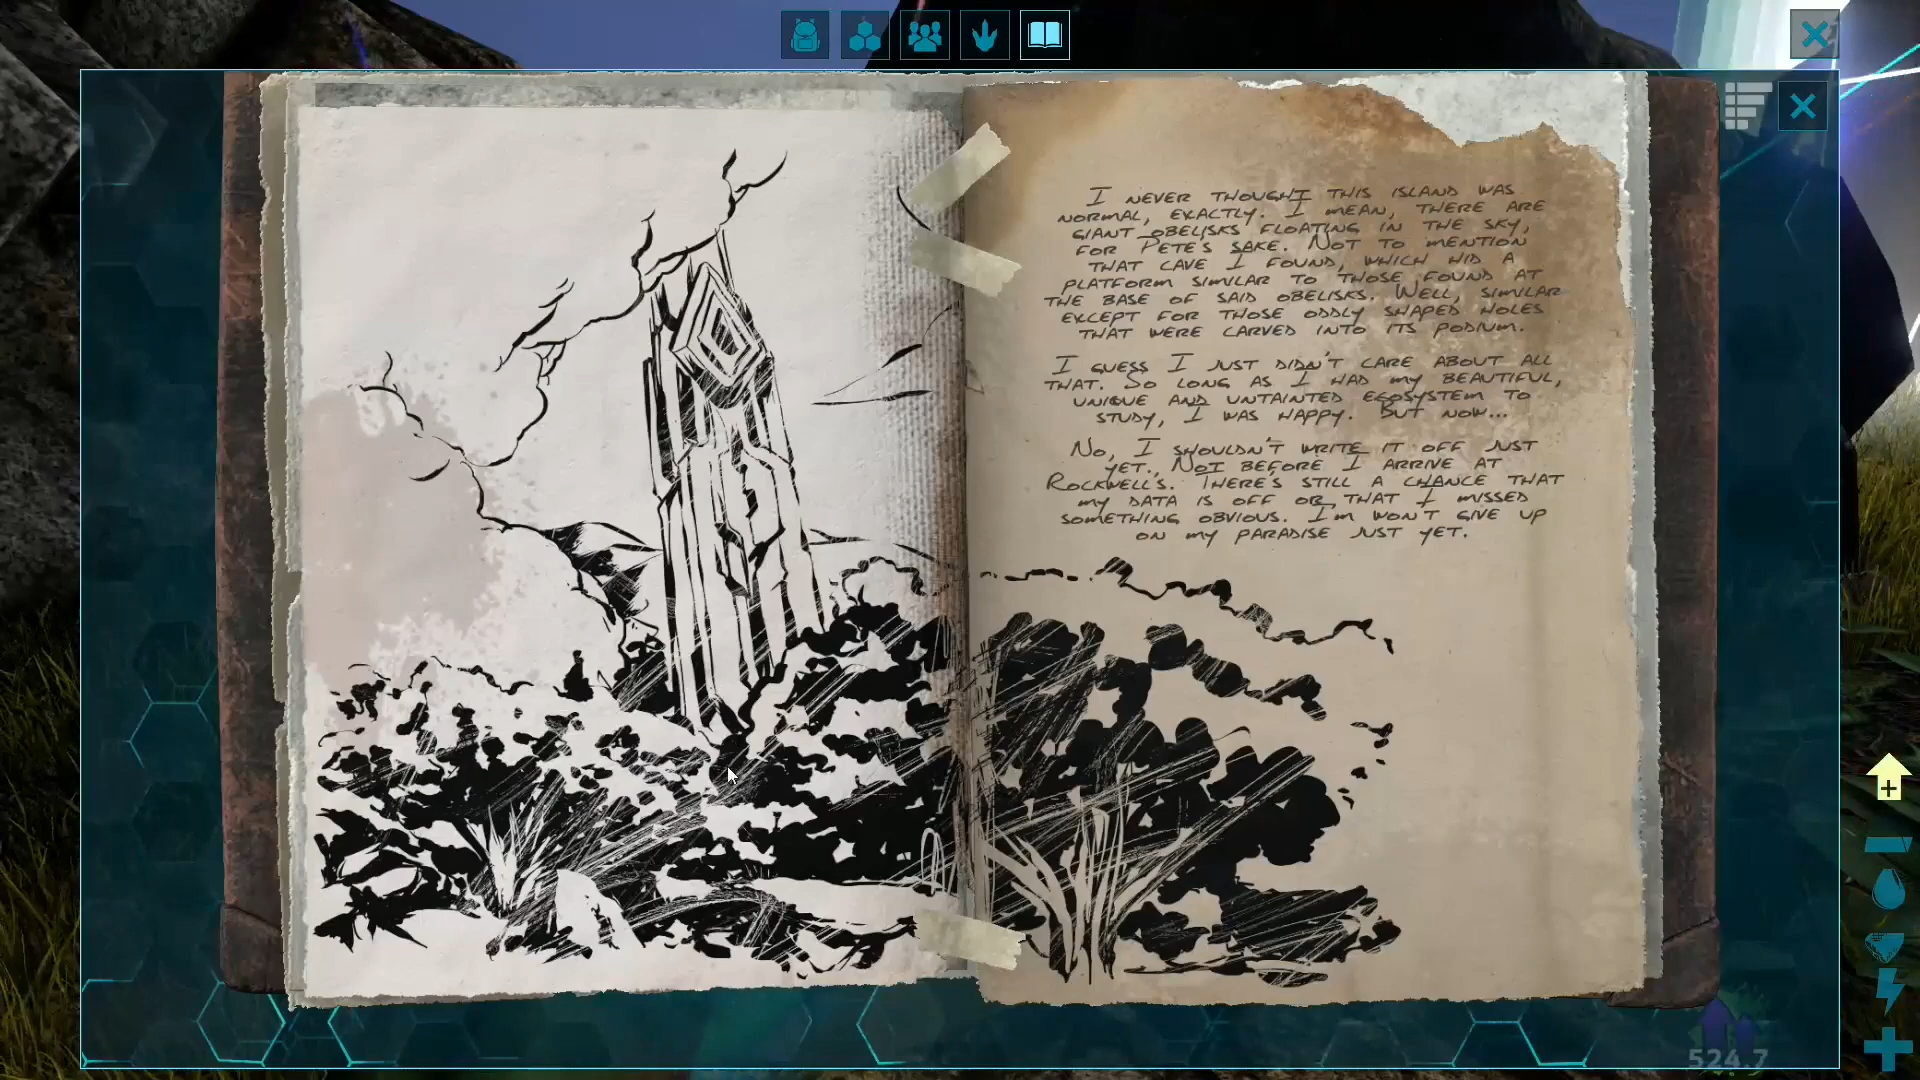 I NEVER THOUGHT THIS ISLAND WAS
NORMAL, EXACTLY. I MEAN, THERE ARE
GIANT OBELISKS FLOATING IN THE SKY,
FOR PETE'S SAKE. NOT TO MENTION
THAT CAVE I FOUND, WHICH HID A
PLATFORM SIMILAR TO THOSE FOUND AT
THE BASE OF SAID OBELISKS. WELL, SIMILAR
EXCEPT FOR THOSE ODDLY SHAPED HOLES
THAT WERE CARVED INTO ITS PODIUM.
I GUESS I JUST DIDN'T CARE ABOUT ALL
THAT. SO LONG AS I HAD MY BEAUTIFUL,
UNIQUE AND UNTAINTED ECOSYSTEM TO
STUDY, I WAS HAPPY. BUT NOW...
NO, I SHOULDN'T WRITE IT OFF JUST
YET. NOT BEFORE I ARRIVE AT
ROCKWELL'S. THERE'S STILL A CHANCE THAT
MY DATA IS OFF OR THAT I MISSED
SOMETHING OBVIOUS. I'M WON'T GIVE UP
ON MY PARADISE JUST YET.
524.7